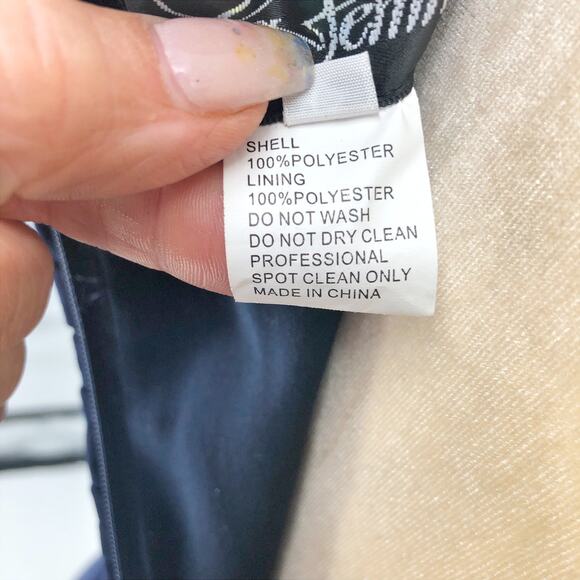 SHELL
100%POLYESTER
LINING
100%POLYESTER
DO NOT WASH
DO NOT DRY CLEAN
PROFESSIONAL
SPOT CLEAN ONLY
MADE IN CHINA